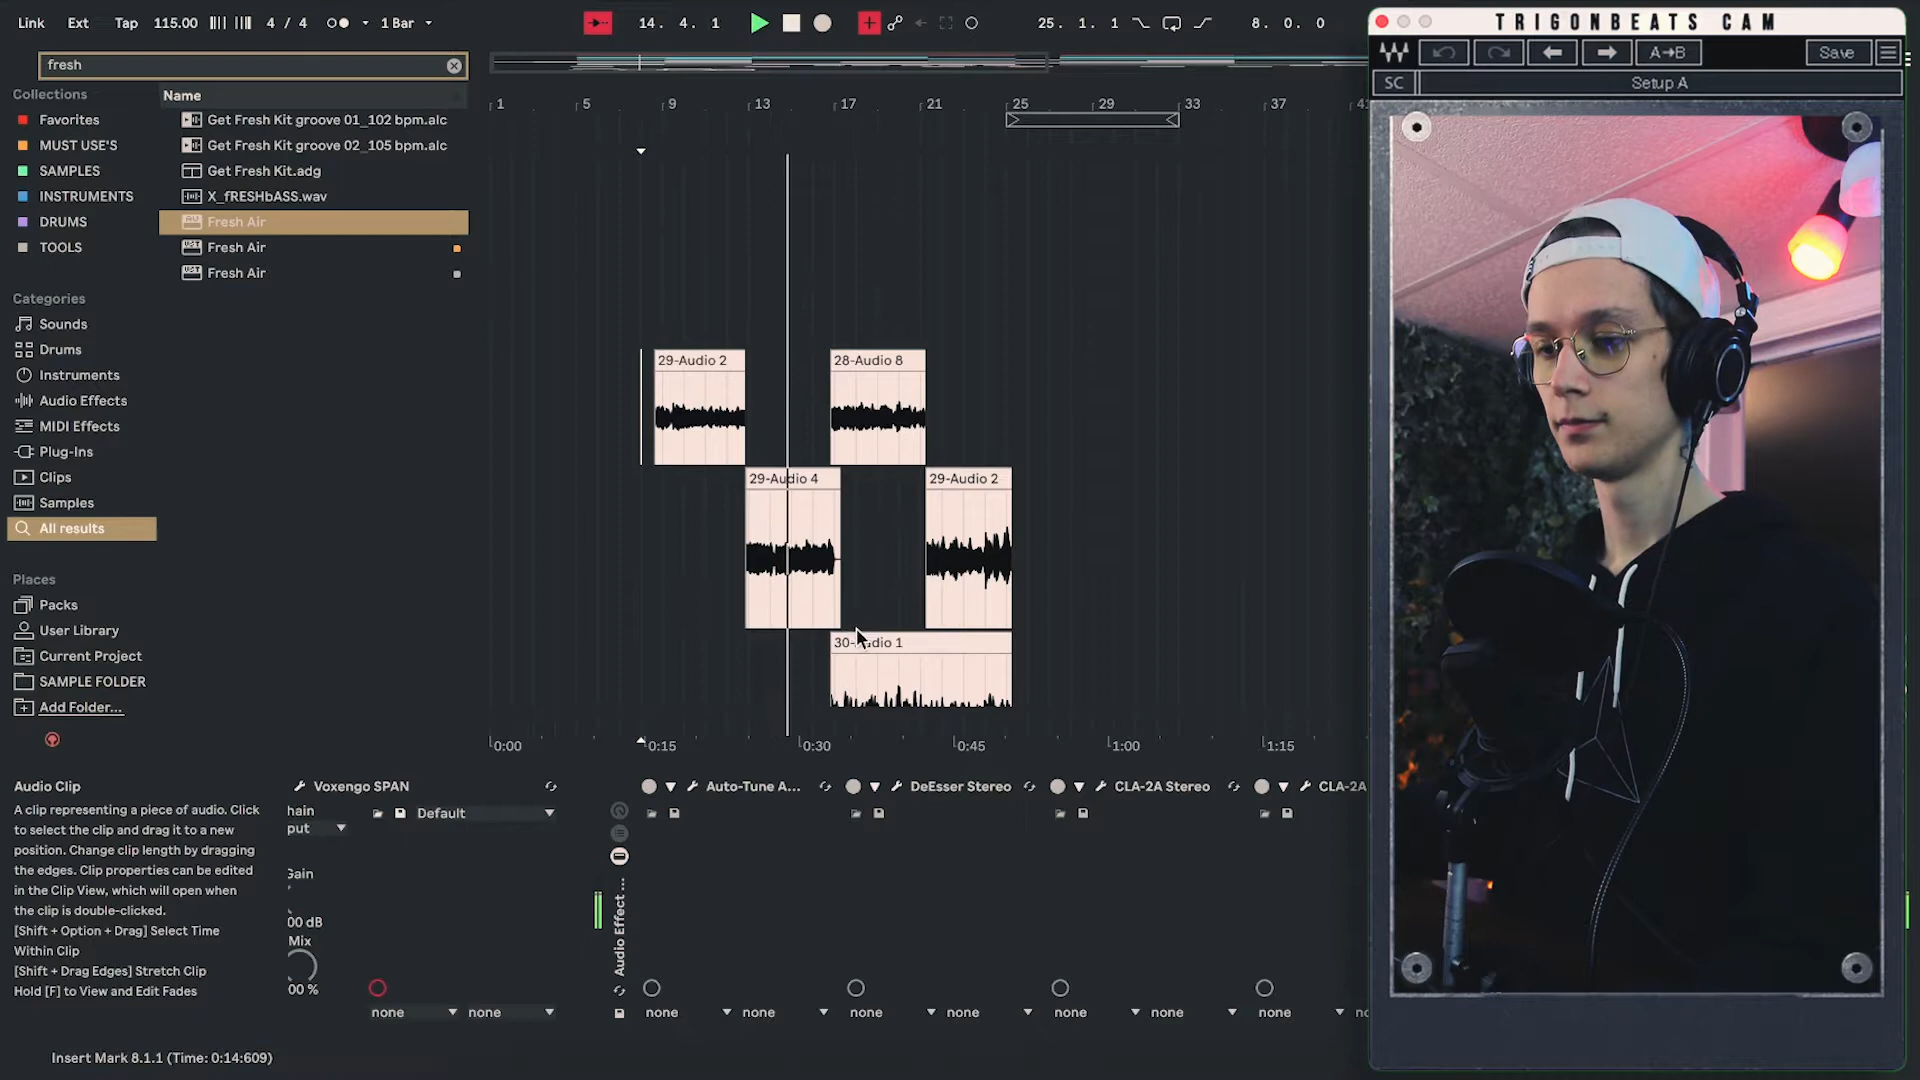 Link Ext Tap 115.00 4 / 4 1 Bar 14. 4. 1 25. 1. 1 8. 0. 0
TRIGONBEATS CAM
A→B Save
SC Setup A
fresh
Collections
Favorites
MUST USE'S
SAMPLES
INSTRUMENTS
DRUMS
TOOLS
Name
Get Fresh Kit groove 01_102 bpm.alc
Get Fresh Kit groove 02_105 bpm.alc
Get Fresh Kit.adg
X_fRESHbASS.wav
Fresh Air
Fresh Air
Fresh Air
Categories
Sounds
Drums
Instruments
Audio Effects
MIDI Effects
Plug-Ins
Clips
Samples
All results
Places
Packs
User Library
Current Project
SAMPLE FOLDER
Add Folder...
1 5 9 13 17 21 25 29 33 37 41
29-Audio 2
28-Audio 8
29-Audio 4
29-Audio 2
30-Audio 1
0:00 0:15 0:30 0:45 1:00 1:15
Audio Clip
A clip representing a piece of audio. Click
to select the clip and drag it to a new
position. Change clip length by dragging
the edges. Clip properties can be edited
in the Clip View, which will open when
the clip is double-clicked.
[Shift + Option + Drag] Select Time
Within Clip
[Shift + Drag Edges] Stretch Clip
Hold [F] to View and Edit Fades
hain
put
Gain
00 dB
Mix
00 %
Voxengo SPAN
Default
none none
Audio Effect ...
Auto-Tune A...
none none
DeEsser Stereo
none none
CLA-2A Stereo
none none
CLA-2A
none
Insert Mark 8.1.1 (Time: 0:14:609)